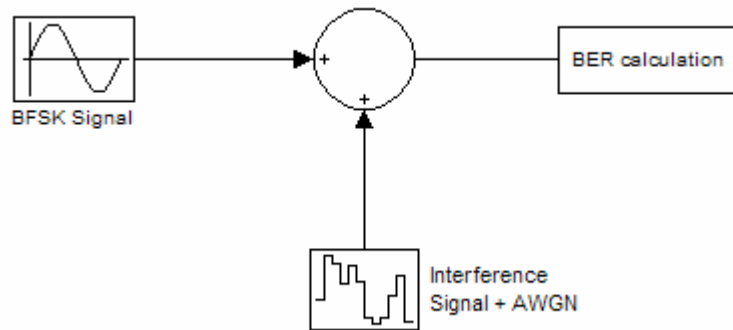 BER calculation
BFSK Signal
+
+
Interference
Signal + AWGN